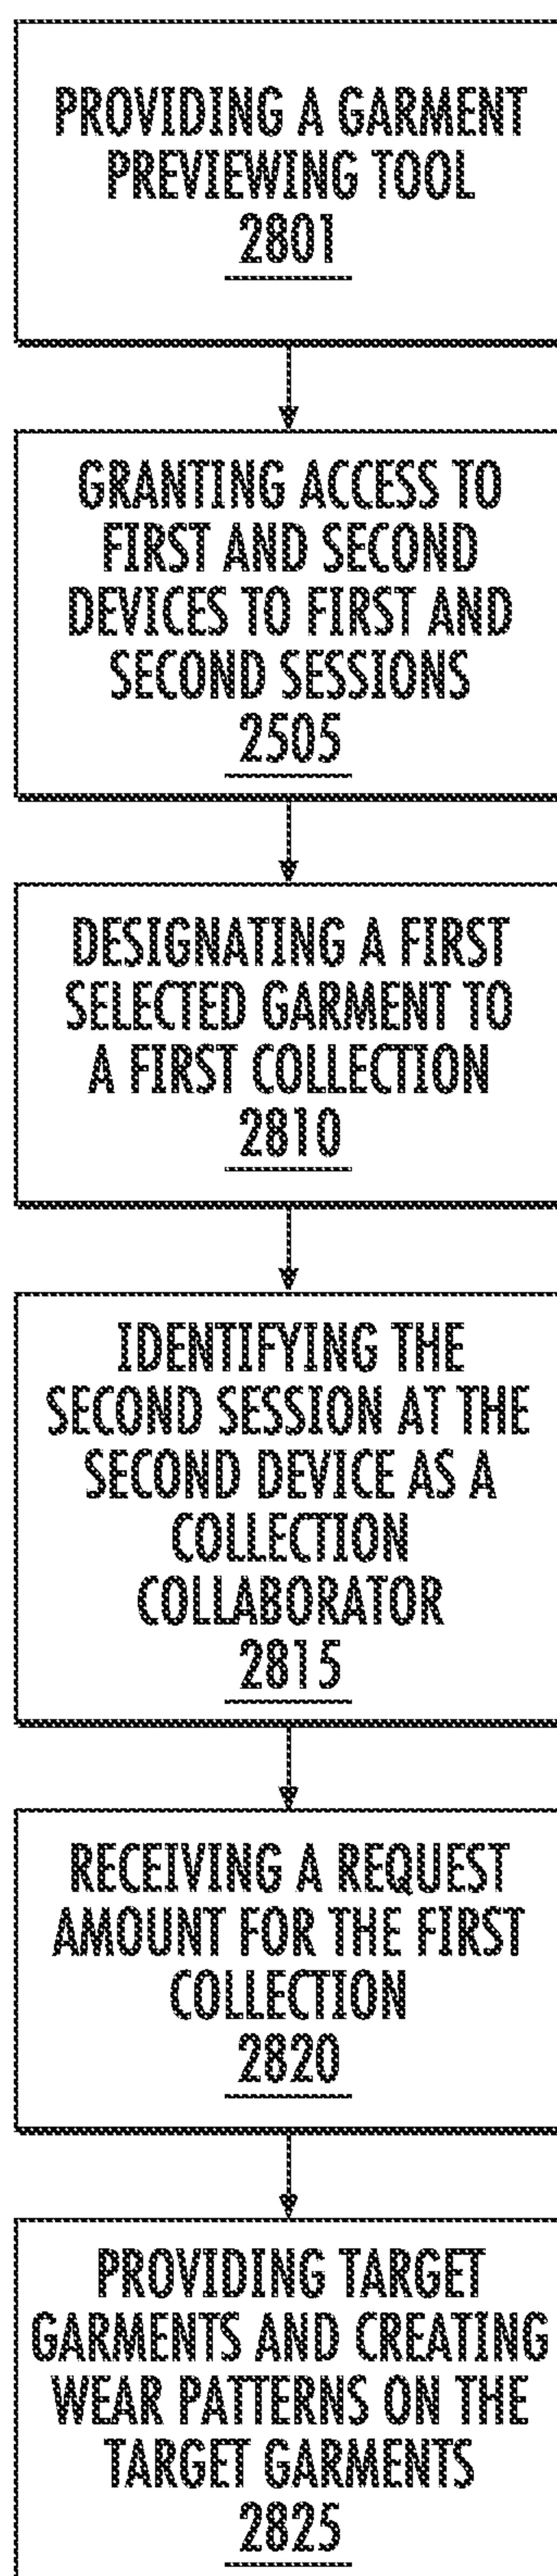 PROVIDING A GARMENT
PREVIEWING TOOL
2801
GRANTING ACCESS TO
FIRST AND SECOND
DEVICES TO FIRST AND
SECOND SESSIONS
2505
DESIGNATING A FIRST
SELECTED GARMENT TO
A FIRST COLLECTION
2810
IDENTIFYING THE
SECOND SESSION AT THE
SECOND DEVICE AS A
COLLECTION
COLLABORATOR
2815
RECEIVING A REQUEST
AMOUNT FOR THE FIRST
COLLECTION
2820
PROVIDING TARGET
GARMENTS AND CREATING
WEAR PATTERNS ON THE
TARGET GARMENTS
2825